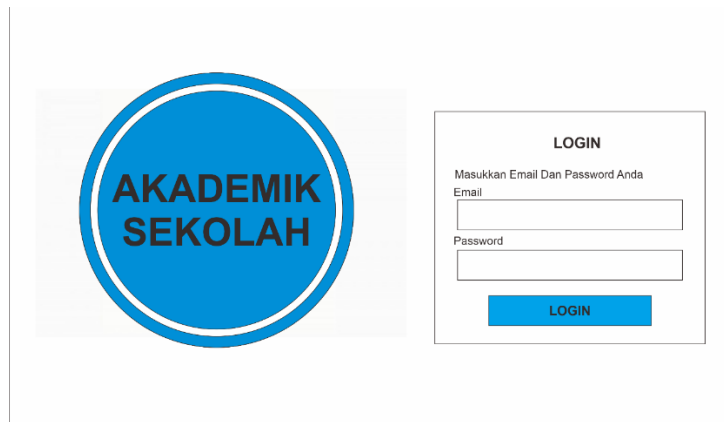 AKADEMIK
SEKOLAH
LOGIN
Masukkan Email Dan Password Anda
Email
Password
LOGIN